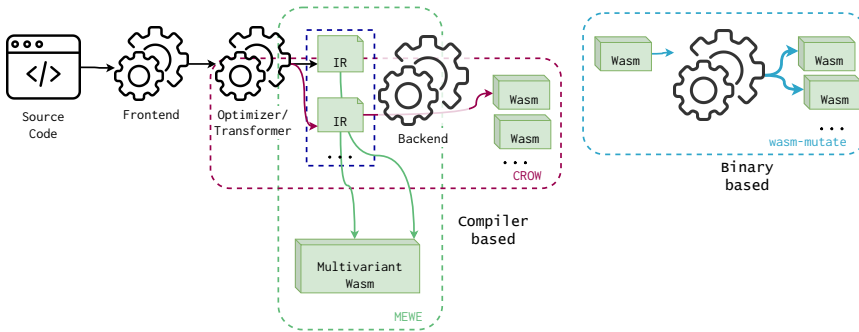 </>
Source
Code
Frontend
Optimizer/
Transformer
IR
IR
...
Backend
Wasm
Wasm
...
CROW
Compiler
based
Multivariant
Wasm
MEWE
Wasm
Wasm
Wasm
...
wasm-mutate
Binary
based